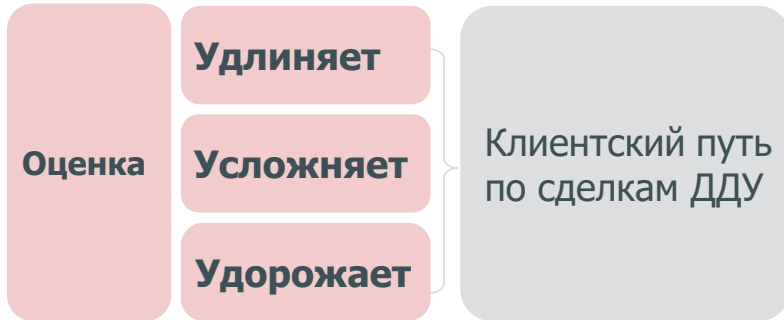 Оценка
Удлиняет
Усложняет
Удорожает
Клиентский путь
по сделкам ДДУ